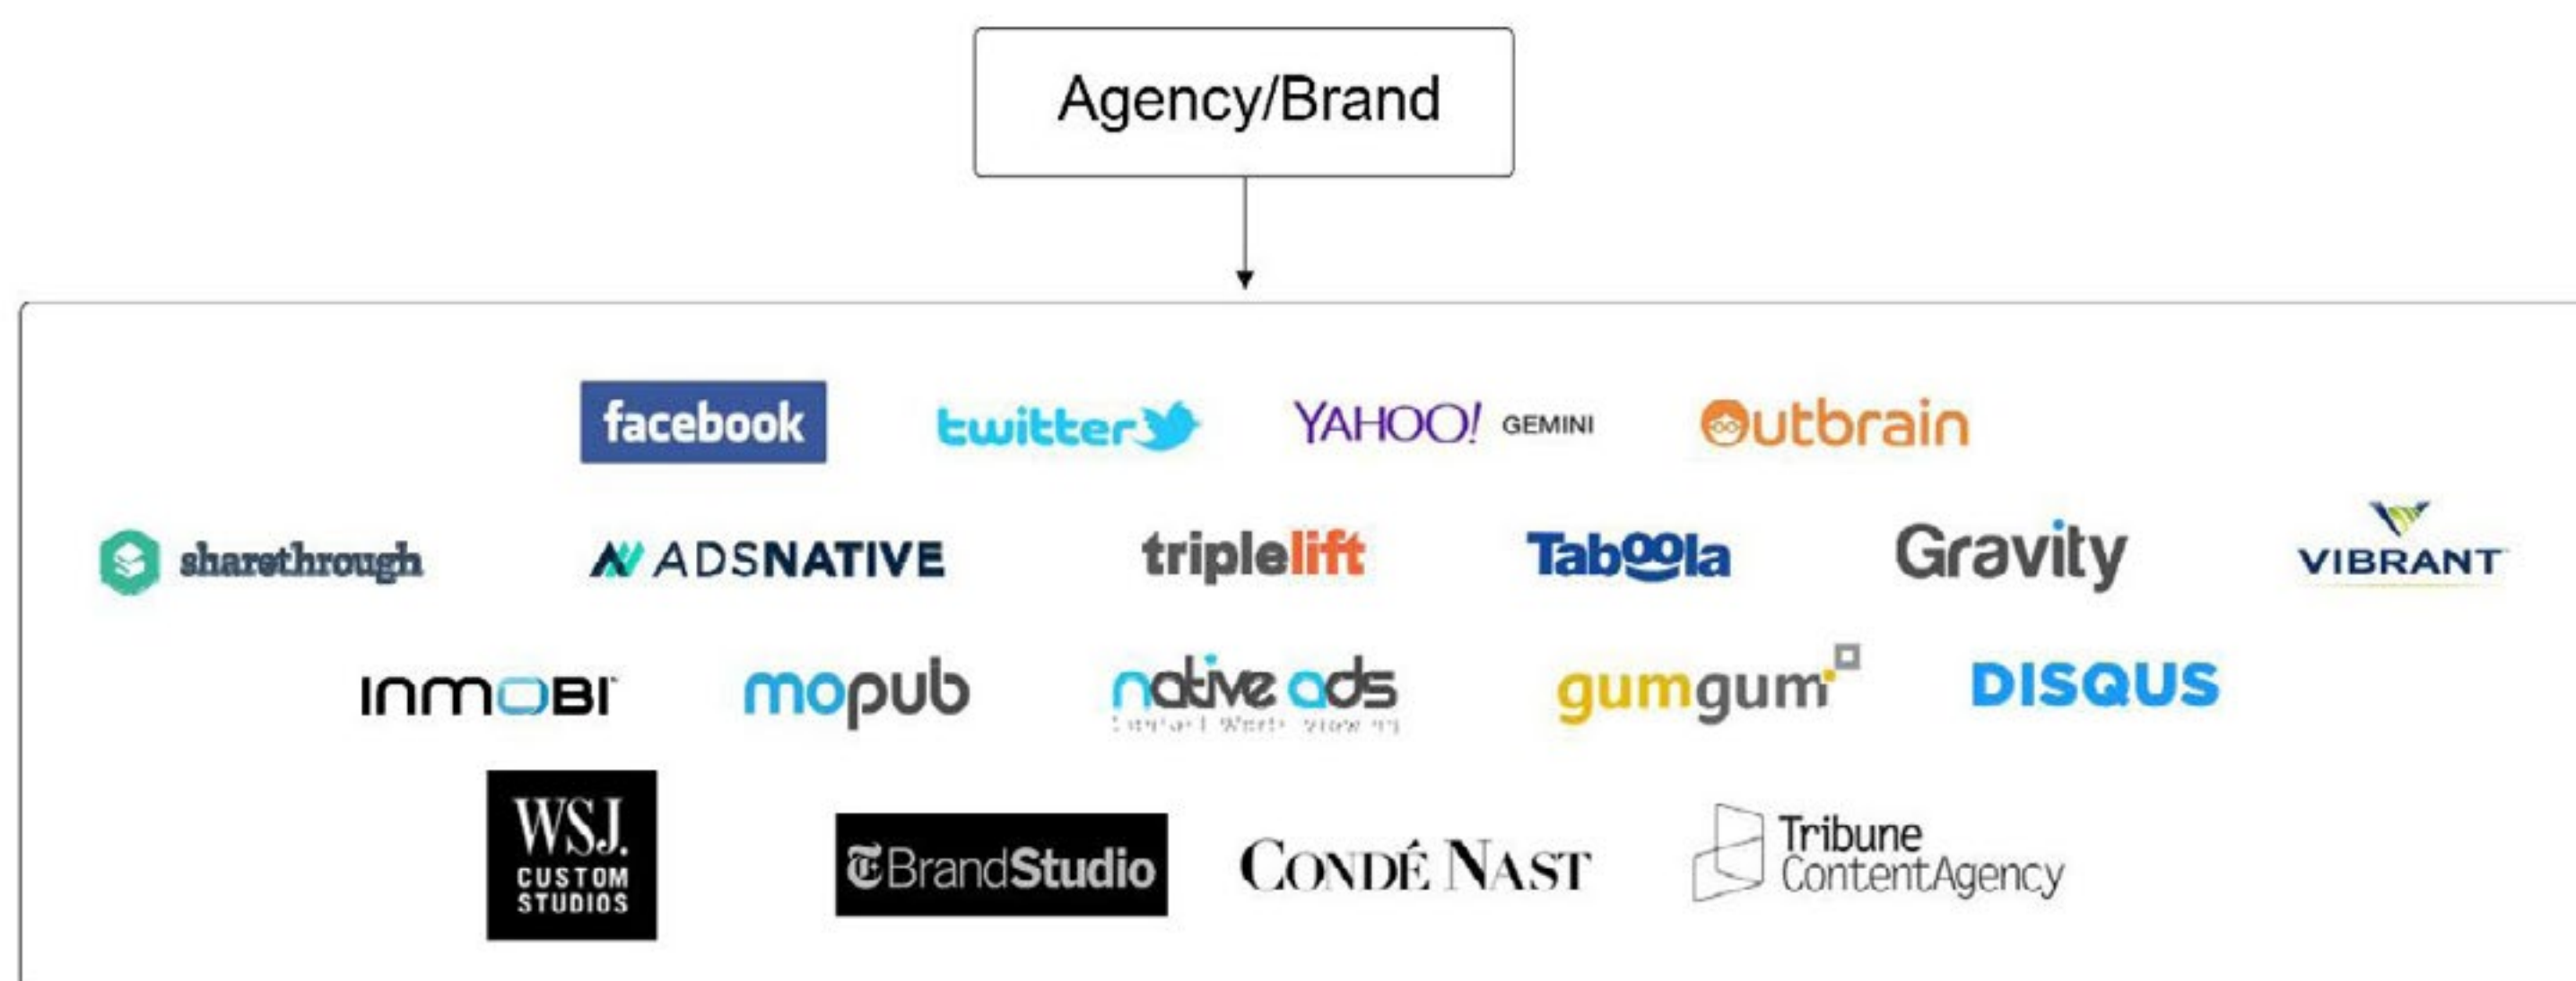 Agency/Brand
facebook twitter YAHOO! GEMINI Outbrain
sharethrough ADSNATIVE triplelift Taboola Gravity VIBRANT
INMOBI mopub native ads gumgum DISQUS
WSJ.
CUSTOM
STUDIOS
T BrandStudio CONDÉ NAST
Tribune
ContentAgency